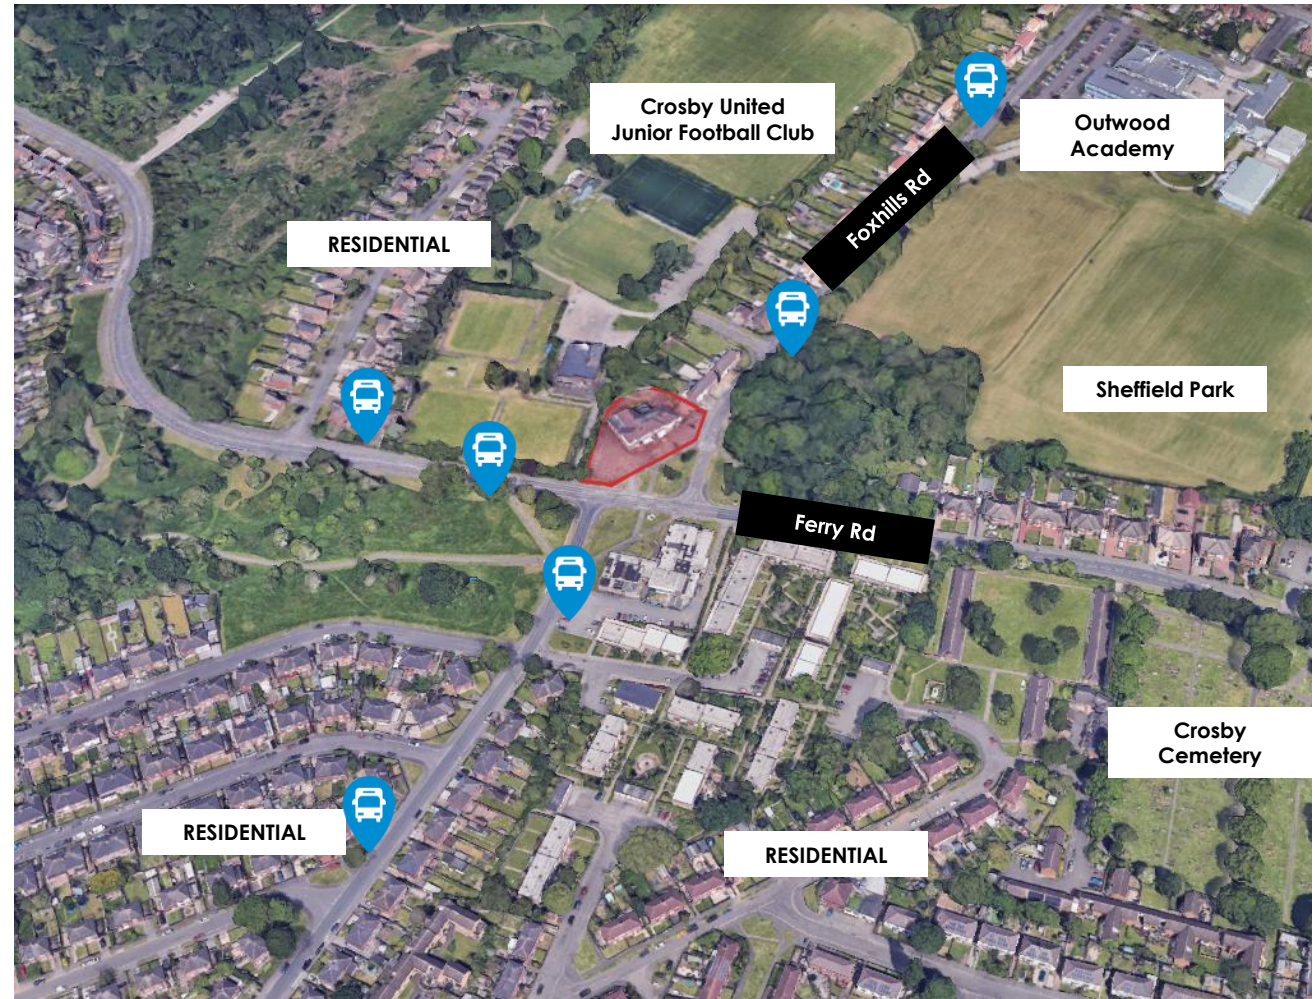 Crosby United
Junior Football Club
Outwood
Academy
Foxhills Rd
RESIDENTIAL
Sheffield Park
Ferry Rd
Crosby
Cemetery
RESIDENTIAL
RESIDENTIAL